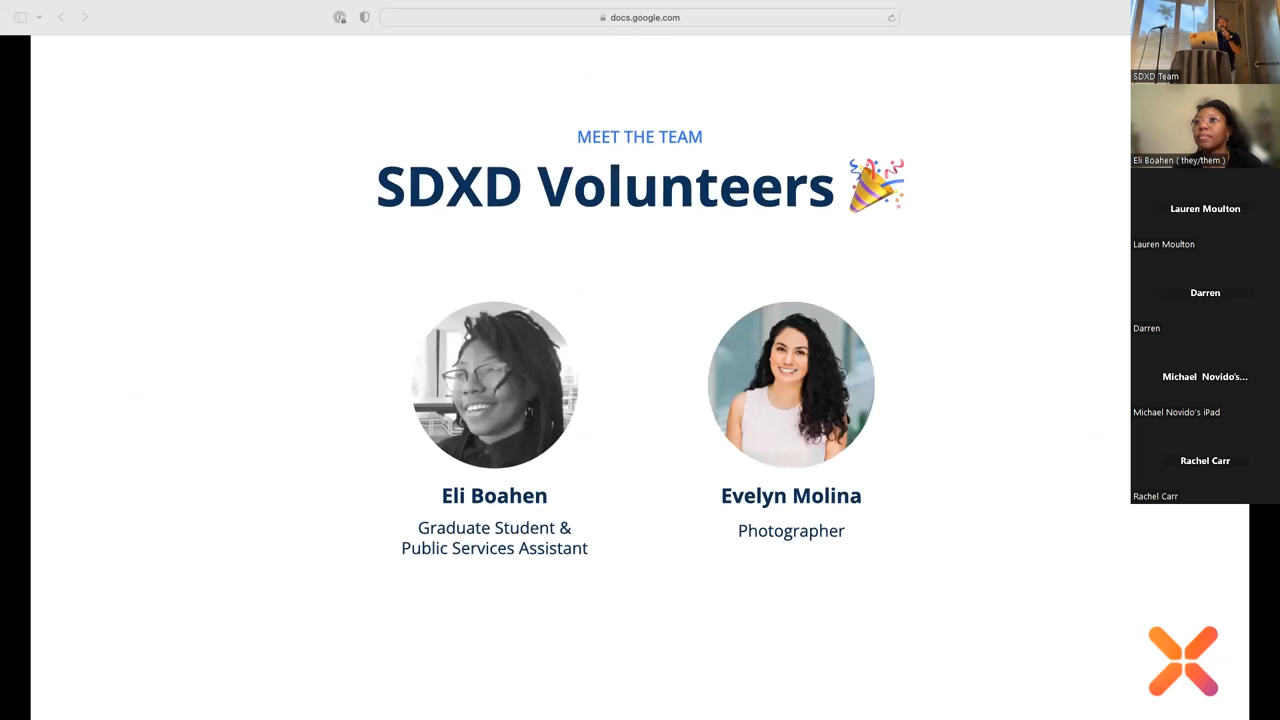 docs.google.com
MEET THE TEAM
SDXD Volunteers
Eli Boahen
Graduate Student &
Public Services Assistant
Evelyn Molina
Photographer
SDXD Team
Eli Boahen ( they/them )
Lauren Moulton
Lauren Moulton
Darren
Darren
Michael Novido's...
Michael Novido's iPad
Rachel Carr
Rachel Carr